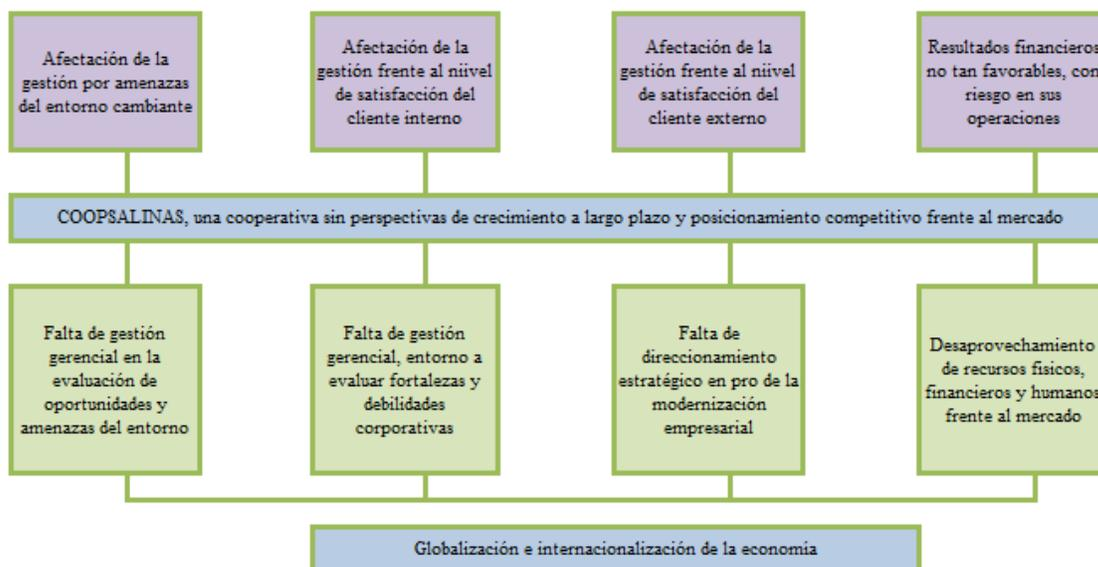 Afectación de la
gestión por amenazas
del entorno cambiante
Afectación de la
gestión frente al niivel
de satisfacción del
cliente interno
Afectación de la
gestión frente al niivel
de satisfacción del
cliente externo
Resultados financieros
no tan favorables, con
riesgo en sus
operaciones
COOPSALINAS, una cooperativa sin perspectivas de crecimiento a largo plazo y posicionamiento competitivo frente al mercado
Falta de gestión
gerencial en la
evaluación de
oportunidades y
amenazas del entorno
Falta de gestión
gerencial, entorno a
evaluar fortalezas y
debilidades
corporativas
Falta de
direccionamiento
estratégico en pro de la
modernización
empresarial
Desaprovechamiento
de recursos físicos,
financieros y humanos
frente al mercado
Globalización e internacionalización de la economía